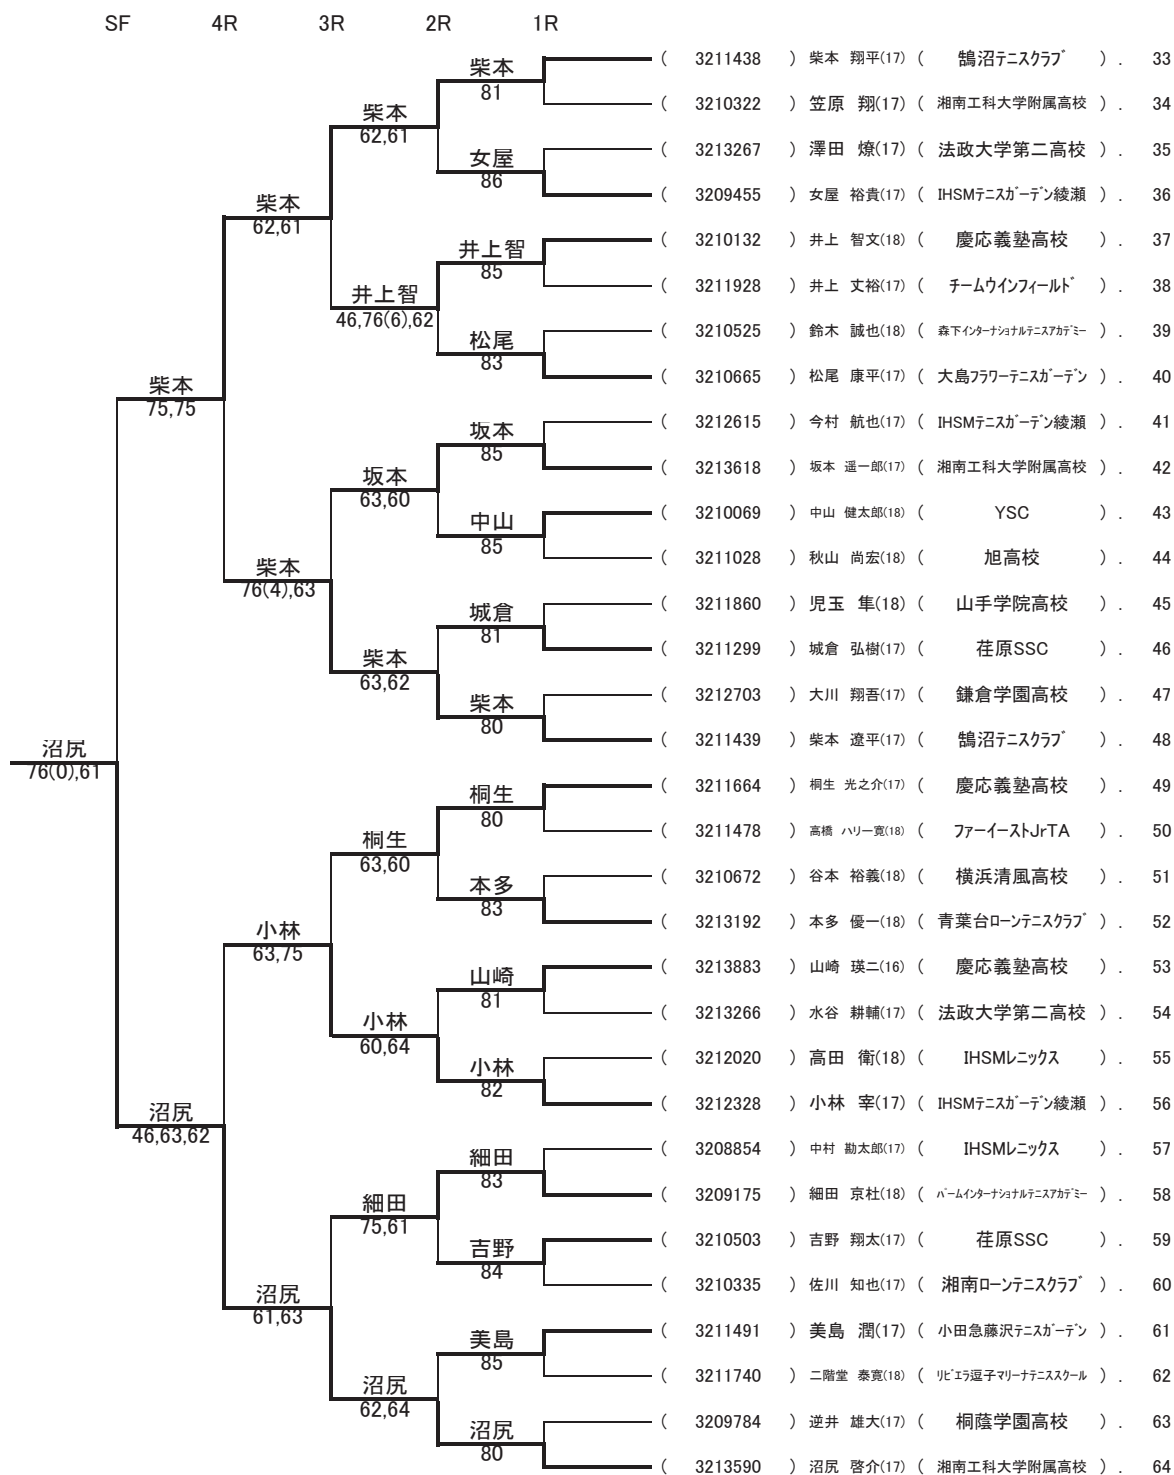 SF 4R 3R 2R 1R
( 3211438 ) 柴本 翔平(17) ( 鵠沼テニスクラブ ) . 33
柴本
81
( 3210322 ) 笠原 翔(17) ( 湘南工科大学附属高校 ) . 34
柴本
62,61
( 3213267 ) 澤田 燎(17) ( 法政大学第二高校 ) . 35
女屋
86
( 3209455 ) 女屋 裕貴(17) ( IHSMテニスガーデン綾瀬 ) . 36
柴本
62,61
( 3210132 ) 井上 智文(18) ( 慶応義塾高校 ) . 37
井上智
85
( 3211928 ) 井上 丈裕(17) ( チームウインフィールド ) . 38
井上智
46,76(6),62
( 3210525 ) 鈴木 誠也(18) ( 森下インターナショナルテニスアカデミー ) . 39
松尾
83
( 3210665 ) 松尾 康平(17) ( 大島フラワーテニスガーデン ) . 40
柴本
75,75
( 3212615 ) 今村 航也(17) ( IHSMテニスガーデン綾瀬 ) . 41
坂本
85
( 3213618 ) 坂本 遥一郎(17) ( 湘南工科大学附属高校 ) . 42
坂本
63,60
( 3210069 ) 中山 健太郎(18) ( YSC ) . 43
中山
85
( 3211028 ) 秋山 尚宏(18) ( 旭高校 ) . 44
柴本
76(4),63
( 3211860 ) 児玉 隼(18) ( 山手学院高校 ) . 45
城倉
81
( 3211299 ) 城倉 弘樹(17) ( 荏原SSC ) . 46
柴本
63,62
( 3212703 ) 大川 翔吾(17) ( 鎌倉学園高校 ) . 47
柴本
80
( 3211439 ) 柴本 遼平(17) ( 鵠沼テニスクラブ ) . 48
沼尻
76(0),61
( 3211664 ) 桐生 光之介(17) ( 慶応義塾高校 ) . 49
桐生
80
( 3211478 ) 高橋 ハリー寛(18) ( ファーイーストJrTA ) . 50
桐生
63,60
( 3210672 ) 谷本 裕義(18) ( 横浜清風高校 ) . 51
本多
83
( 3213192 ) 本多 優一(18) ( 青葉台ローンテニスクラブ ) . 52
小林
63,75
( 3213883 ) 山崎 瑛二(16) ( 慶応義塾高校 ) . 53
山崎
81
( 3213266 ) 水谷 耕輔(17) ( 法政大学第二高校 ) . 54
小林
60,64
( 3212020 ) 高田 衛(18) ( IHSMレニックス ) . 55
小林
82
( 3212328 ) 小林 宰(17) ( IHSMテニスガーデン綾瀬 ) . 56
沼尻
46,63,62
( 3208854 ) 中村 勘太郎(17) ( IHSMレニックス ) . 57
細田
83
( 3209175 ) 細田 京杜(18) ( パームインターナショナルテニスアカデミー ) . 58
細田
75,61
( 3210503 ) 吉野 翔太(17) ( 荏原SSC ) . 59
吉野
84
( 3210335 ) 佐川 知也(17) ( 湘南ローンテニスクラブ ) . 60
沼尻
61,63
( 3211491 ) 美島 潤(17) ( 小田急藤沢テニスガーデン ) . 61
美島
85
( 3211740 ) 二階堂 泰寛(18) ( リビエラ逗子マリーナテニススクール ) . 62
沼尻
62,64
( 3209784 ) 逆井 雄大(17) ( 桐蔭学園高校 ) . 63
沼尻
80
( 3213590 ) 沼尻 啓介(17) ( 湘南工科大学附属高校 ) . 64